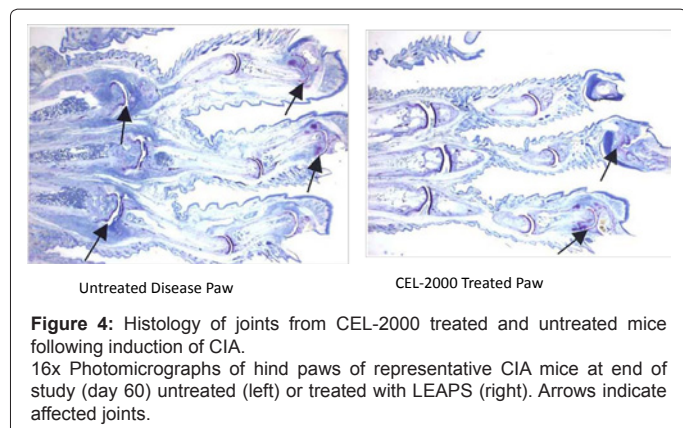 Untreated Disease Paw
CEL-2000 Treated Paw
Figure 4: Histology of joints from CEL-2000 treated and untreated mice
following induction of CIA.
16x Photomicrographs of hind paws of representative CIA mice at end of
study (day 60) untreated (left) or treated with LEAPS (right). Arrows indicate
affected joints.